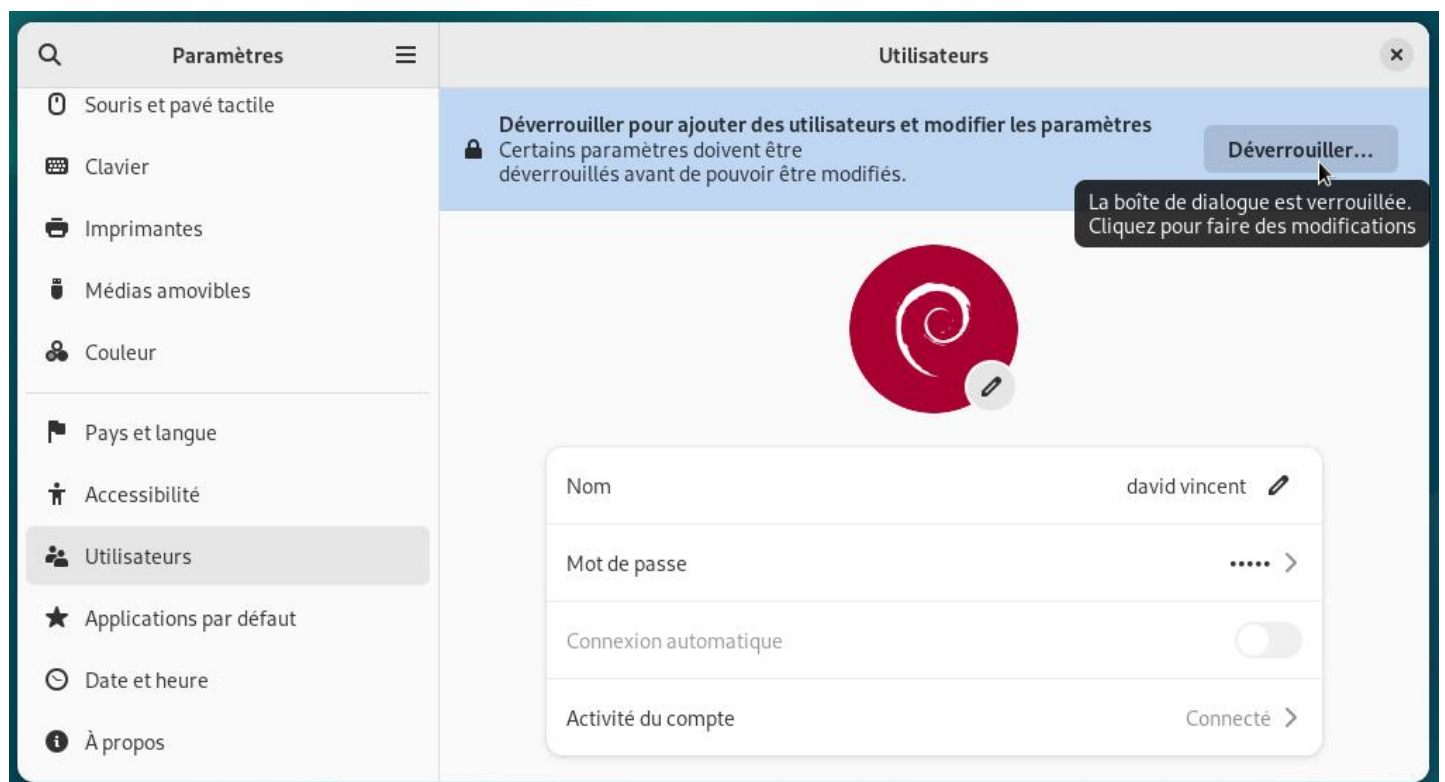 Paramètres
Souris et pavé tactile
Clavier
Imprimantes
Médias amovibles
Couleur
Pays et langue
Accessibilité
Utilisateurs
Applications par défaut
Date et heure
À propos
Utilisateurs
Déverrouiller pour ajouter des utilisateurs et modifier les paramètres
Certains paramètres doivent être
déverrouillés avant de pouvoir être modifiés.
Déverrouiller...
La boîte de dialogue est verrouillée.
Cliquez pour faire des modifications
Nom david vincent
Mot de passe •••••
Connexion automatique
Activité du compte Connecté